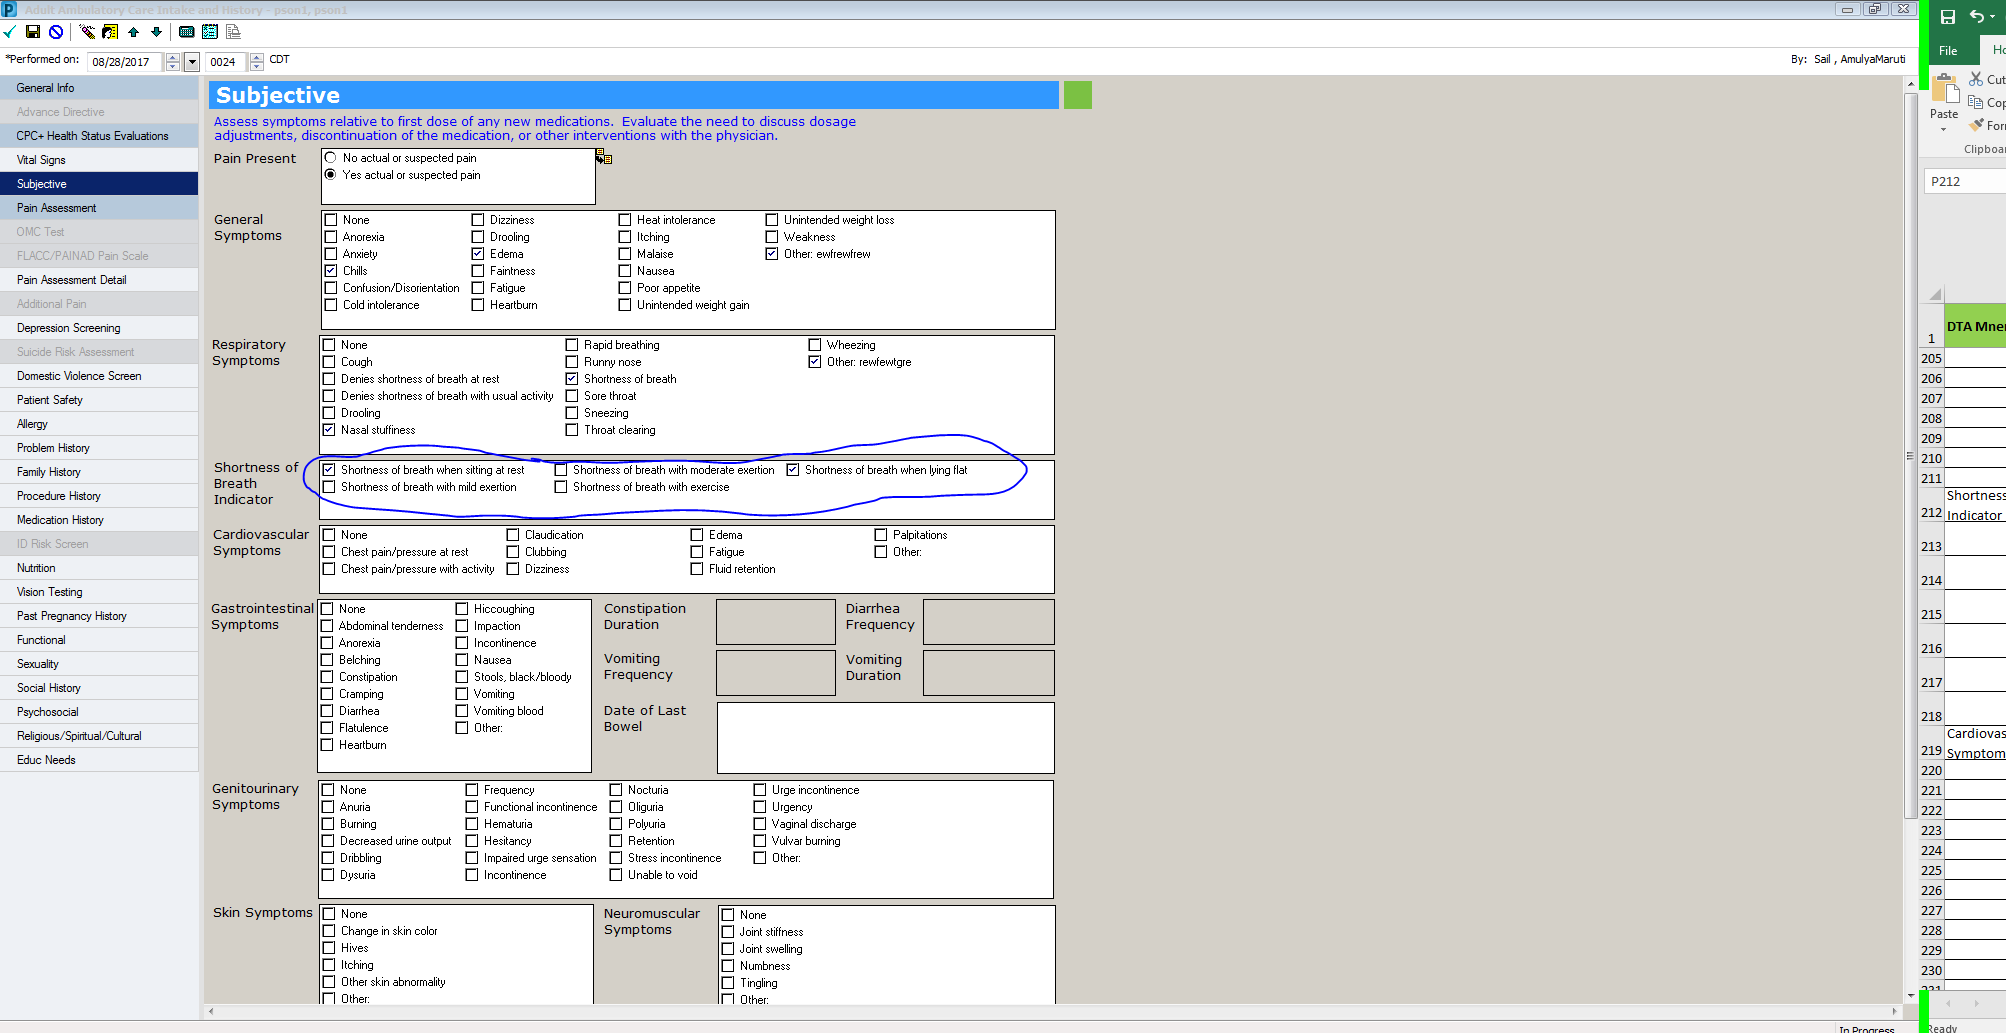 Adult Ambulatory Care Intake and History - pson1, pson1
*Performed on: 08/28/2017 0024 CDT By: Sail , AmulyaMaruti
General Info
Advance Directive
CPC+ Health Status Evaluations
Vital Signs
Subjective
Pain Assessment
OMC Test
FLACC/PAINAD Pain Scale
Pain Assessment Detail
Additional Pain
Depression Screening
Suicide Risk Assessment
Domestic Violence Screen
Patient Safety
Allergy
Problem History
Family History
Procedure History
Medication History
ID Risk Screen
Nutrition
Vision Testing
Past Pregnancy History
Functional
Sexuality
Social History
Psychosocial
Religious/Spiritual/Cultural
Educ Needs
Subjective
Assess symptoms relative to first dose of any new medications. Evaluate the need to discuss dosage
adjustments, discontinuation of the medication, or other interventions with the physician.
Pain Present
No actual or suspected pain
Yes actual or suspected pain
General
Symptoms
None Dizziness Heat intolerance Unintended weight loss
Anorexia Drooling Itching Weakness
Anxiety Edema Malaise Other: ewfrewfrew
Chills Faintness Nausea
Confusion/Disorientation Fatigue Poor appetite
Cold intolerance Heartburn Unintended weight gain
Respiratory
Symptoms
None Rapid breathing Wheezing
Cough Runny nose Other: rewfewtgre
Denies shortness of breath at rest Shortness of breath
Denies shortness of breath with usual activity Sore throat
Drooling Sneezing
Nasal stuffiness Throat clearing
Shortness of
Breath
Indicator
Shortness of breath when sitting at rest Shortness of breath with moderate exertion Shortness of breath when lying flat
Shortness of breath with mild exertion Shortness of breath with exercise
Cardiovascular
Symptoms
None Claudication Edema Palpitations
Chest pain/pressure at rest Clubbing Fatigue Other:
Chest pain/pressure with activity Dizziness Fluid retention
Gastrointestinal
Symptoms
None Hiccoughing
Abdominal tenderness Impaction
Anorexia Incontinence
Belching Nausea
Constipation Stools, black/bloody
Cramping Vomiting
Diarrhea Vomiting blood
Flatulence Other:
Heartburn
Constipation
Duration
Diarrhea
Frequency
Vomiting
Frequency
Vomiting
Duration
Date of Last
Bowel
Genitourinary
Symptoms
None Frequency Nocturia Urge incontinence
Anuria Functional incontinence Oliguria Urgency
Burning Hematuria Polyuria Vaginal discharge
Decreased urine output Hesitancy Retention Vulvar burning
Dribbling Impaired urge sensation Stress incontinence Other:
Dysuria Incontinence Unable to void
Skin Symptoms
None
Change in skin color
Hives
Itching
Other skin abnormality
Other:
Neuromuscular
Symptoms
None
Joint stiffness
Joint swelling
Numbness
Tingling
Other:
In Progress
File Ho
Cut
Cop
Paste For
Clipboar
P212
1 DTA Mner
205
206
207
208
209
210
211
Shortness
212 Indicator
213
214
215
216
217
218
Cardiovas
219 Symptom
220
221
222
223
224
225
226
227
228
229
230
231
Ready